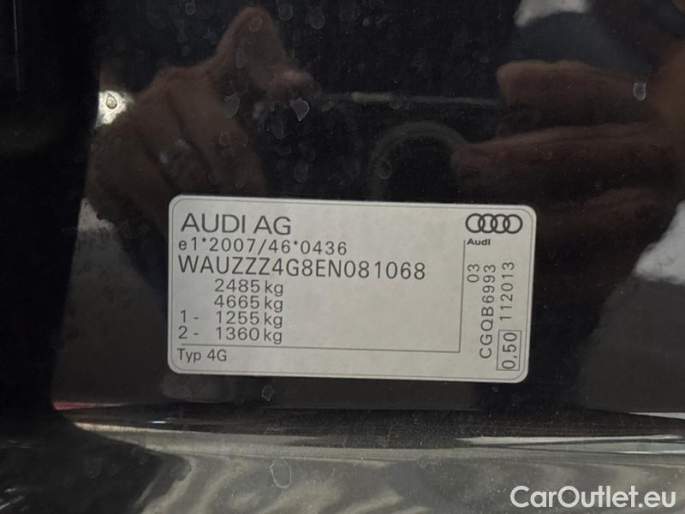 AUDI AG
e1*2007/46*0436
WAUZZZ4G8EN081068
2485 kg
4665 kg
1 - 1255 kg
2 - 1360 kg
Typ 4G
Audi
03
CGQB6993
0.50 112013
CarOutlet.eu